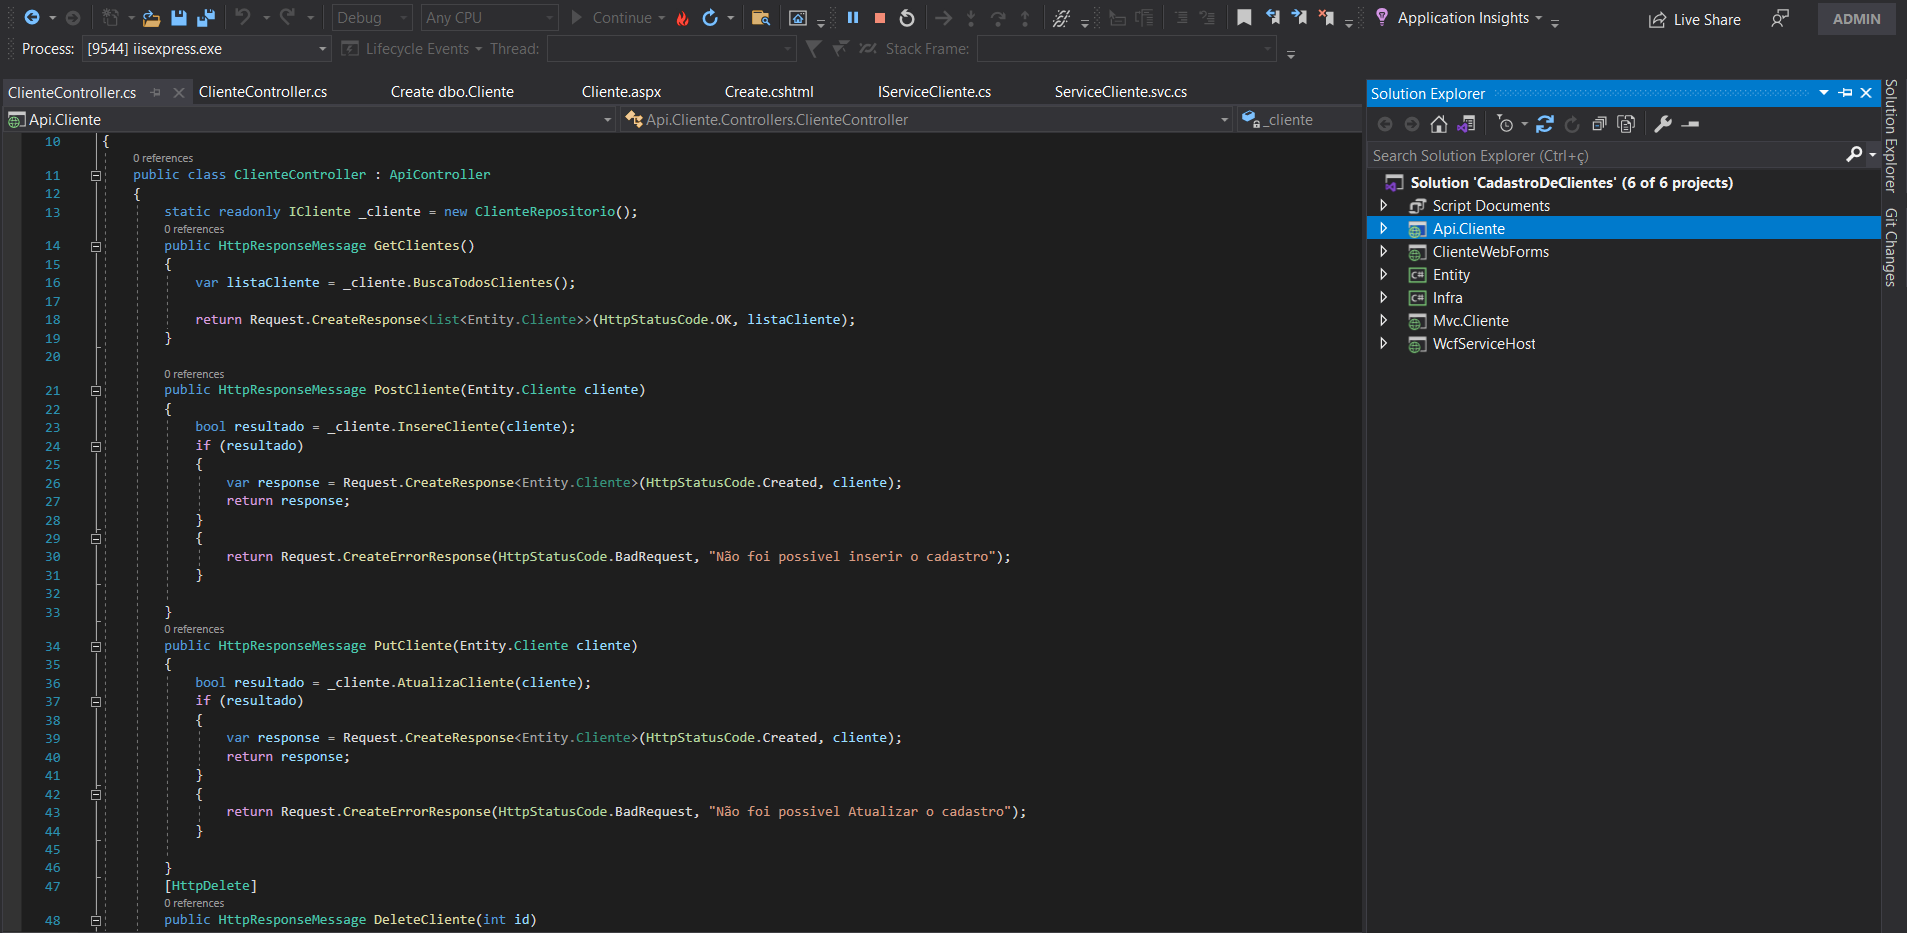 Debug Any CPU Continue Application Insights Live Share ADMIN
Process: [9544] iisexpress.exe Lifecycle Events Thread: Stack Frame:
ClienteController.cs ClienteController.cs Create dbo.Cliente Cliente.aspx Create.cshtml IServiceCliente.cs ServiceCliente.svc.cs
Api.Cliente Api.Cliente.Controllers.ClienteController _cliente
10 {
0 references
11 public class ClienteController : ApiController
12 {
13 static readonly ICliente _cliente = new ClienteRepositorio();
0 references
14 public HttpResponseMessage GetClientes()
15 {
16 var listaCliente = _cliente.BuscaTodosClientes();
17
18 return Request.CreateResponse<List<Entity.Cliente>>(HttpStatusCode.OK, listaCliente);
19 }
20
0 references
21 public HttpResponseMessage PostCliente(Entity.Cliente cliente)
22 {
23 bool resultado = _cliente.InsereCliente(cliente);
24 if (resultado)
25 {
26 var response = Request.CreateResponse<Entity.Cliente>(HttpStatusCode.Created, cliente);
27 return response;
28 }
29 {
30 return Request.CreateErrorResponse(HttpStatusCode.BadRequest, "Não foi possivel inserir o cadastro");
31 }
32
33 }
0 references
34 public HttpResponseMessage PutCliente(Entity.Cliente cliente)
35 {
36 bool resultado = _cliente.AtualizaCliente(cliente);
37 if (resultado)
38 {
39 var response = Request.CreateResponse<Entity.Cliente>(HttpStatusCode.Created, cliente);
40 return response;
41 }
42 {
43 return Request.CreateErrorResponse(HttpStatusCode.BadRequest, "Não foi possivel Atualizar o cadastro");
44 }
45
46 }
47 [HttpDelete]
0 references
48 public HttpResponseMessage DeleteCliente(int id)
Solution Explorer
Search Solution Explorer (Ctrl+ç)
Solution 'CadastroDeClientes' (6 of 6 projects)
Script Documents
Api.Cliente
ClienteWebForms
C# Entity
C# Infra
Mvc.Cliente
WcfServiceHost
Solution Explorer
Git Changes